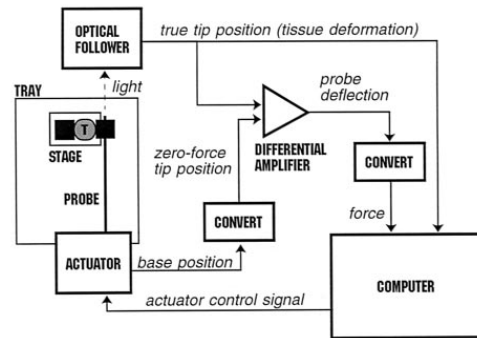 OPTICAL
FOLLOWER
true tip position (tissue deformation)
light
TRAY
T
STAGE
PROBE
probe
deflection
DIFFERENTIAL
AMPLIFIER
zero-force
tip position
CONVERT
CONVERT
force
ACTUATOR
base position
COMPUTER
actuator control signal